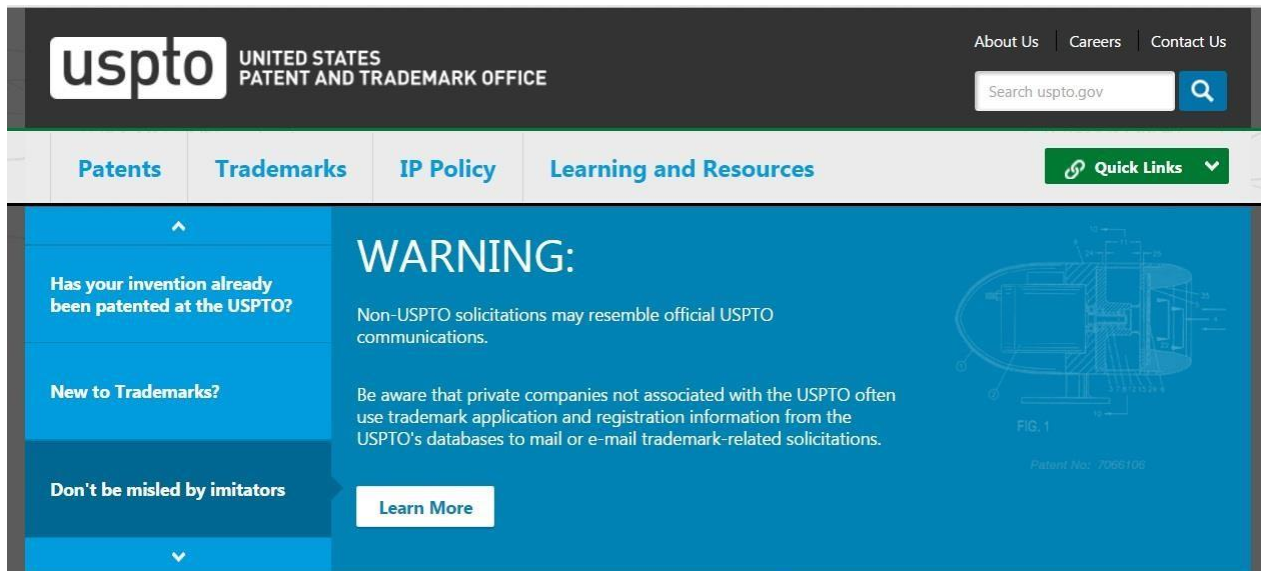 uspto
UNITED STATES
PATENT AND TRADEMARK OFFICE
About Us
Careers
Contact Us
Search uspto.gov
Patents
Trademarks
IP Policy
Learning and Resources
Quick Links
Has your invention already
been patented at the USPTO?
New to Trademarks?
Don't be misled by imitators
WARNING:
Non-USPTO solicitations may resemble official USPTO
communications.
Be aware that private companies not associated with the USPTO often
use trademark application and registration information from the
USPTO's databases to mail or e-mail trademark-related solicitations.
Learn More
FIG. 1
Patent No: 7066106